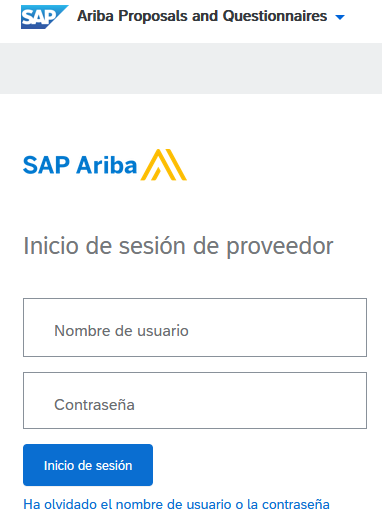 SAP Ariba Proposals and Questionnaires
SAP Ariba
Inicio de sesión de proveedor
Nombre de usuario
Contraseña
Inicio de sesión
Ha olvidado el nombre de usuario o la contraseña